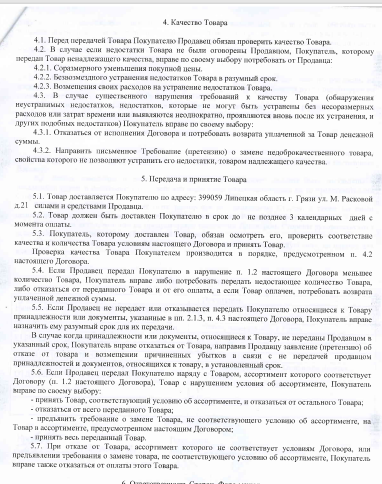 4. Качество Товара
4.1. Перед передачей Товара Покупателю Продавец обязан проверить качество Товара.
4.2. В случае если недостатки Товара не были оговорены Продавцом, Покупатель, которому
передан Товар ненадлежащего качества, вправе по своему выбору потребовать от Продавца:
4.2.1. Соразмерного уменьшения покупной цены.
4.2.2. Безвозмездного устранения недостатков Товара в разумный срок.
4.2.3. Возмещения своих расходов на устранение недостатков Товара.
4.3. В случае существенного нарушения требований к качеству Товара (обнаружения
неустранимых недостатков, недостатков, которые не могут быть устранены без несоразмерных
расходов или затрат времени или выявляются неоднократно, проявляются вновь после их устранения, и
других подобных недостатков) Покупатель вправе по своему выбору:
4.3.1. Отказаться от исполнения Договора и потребовать возврата уплаченной за Товар денежной
суммы.
4.3.2. Направить письменное Требование (претензию) о замене недоброкачественного товара,
свойства которого не позволяют устранить его недостатки, товаром надлежащего качества.
5. Передача и принятие Товара
5.1. Товар доставляется Покупателю по адресу: 399059 Липецкая область г. Грязи ул. М. Расковой
д.21 силами и средствами Продавца.
5.2. Товар должен быть доставлен Покупателю в срок до не позднее 3 календарных дней с
момента оплаты.
5.3. Покупатель, которому доставлен Товар, обязан осмотреть его, проверить соответствие
качества и количества Товара условиям настоящего Договора и принять Товар.
Проверка качества Товара Покупателем производится в порядке, предусмотренном п. 4.2
настоящего Договора.
5.4. Если Продавец передал Покупателю в нарушение п. 1.2 настоящего Договора меньшее
количество Товара, Покупатель вправе либо потребовать передать недостающее количество Товара,
либо отказаться от переданного Товара и от его оплаты, а если Товар оплачен, потребовать возврата
уплаченной денежной суммы.
5.5. Если Продавец не передает или отказывается передать Покупателю относящиеся к Товару
принадлежности или документы, указанные в пп. 2.1.3, п. 4.3 настоящего Договора, Покупатель вправе
назначить ему разумный срок для их передачи.
В случае когда принадлежности или документы, относящиеся к Товару, не переданы Продавцом в
указанный срок, Покупатель вправе отказаться от Товара, направив Продавцу заявление (претензию) об
отказе от товара и возмещении причиненных убытков в связи с не передачей продавцом
принадлежностей и документов, относящихся к товару, в установленный срок.
5.6. Если Продавец передал Покупателю наряду с Товаром, ассортимент которого соответствует
Договору (п. 1.2 настоящего Договора), Товар с нарушением условия об ассортименте, Покупатель
вправе по своему выбору:
- принять Товар, соответствующий условию об ассортименте, и отказаться от остального Товара;
- отказаться от всего переданного Товара;
- предъявить требование о замене Товара, не соответствующего условию об ассортименте, на
Товар в ассортименте, предусмотренном настоящим Договором;
- принять весь переданный Товар.
5.7. При отказе от Товара, ассортимент которого не соответствует условиям Договора, или
предъявлении требования о замене товара, не соответствующего условию об ассортименте, Покупатель
вправе также отказаться от оплаты этого Товара.